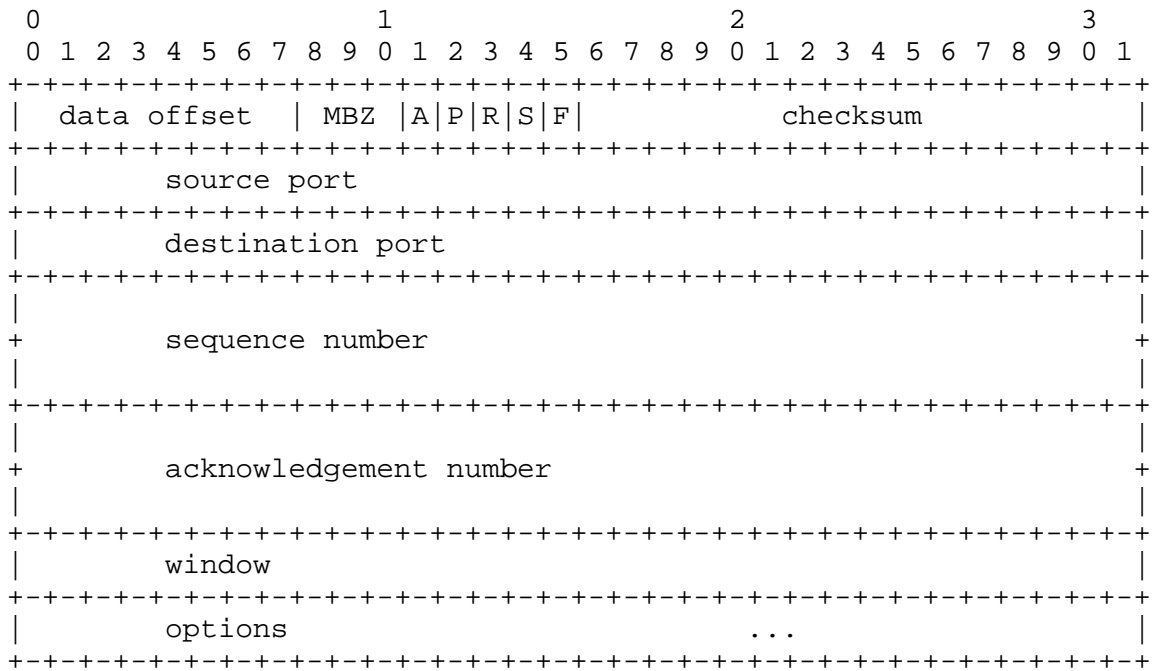 0                   1                   2                   3
 0 1 2 3 4 5 6 7 8 9 0 1 2 3 4 5 6 7 8 9 0 1 2 3 4 5 6 7 8 9 0 1
+-+-+-+-+-+-+-+-+-+-+-+-+-+-+-+-+-+-+-+-+-+-+-+-+-+-+-+-+-+-+-+-+
|  data offset  | MBZ |A|P|R|S|F|           checksum            |
+-+-+-+-+-+-+-+-+-+-+-+-+-+-+-+-+-+-+-+-+-+-+-+-+-+-+-+-+-+-+-+-+
|        source port                                            |
+-+-+-+-+-+-+-+-+-+-+-+-+-+-+-+-+-+-+-+-+-+-+-+-+-+-+-+-+-+-+-+-+
|        destination port                                       |
+-+-+-+-+-+-+-+-+-+-+-+-+-+-+-+-+-+-+-+-+-+-+-+-+-+-+-+-+-+-+-+-+
|                                                               |
+        sequence number                                        +
|                                                               |
+-+-+-+-+-+-+-+-+-+-+-+-+-+-+-+-+-+-+-+-+-+-+-+-+-+-+-+-+-+-+-+-+
|                                                               |
+        acknowledgement number                                 +
|                                                               |
+-+-+-+-+-+-+-+-+-+-+-+-+-+-+-+-+-+-+-+-+-+-+-+-+-+-+-+-+-+-+-+-+
|        window                                                 |
+-+-+-+-+-+-+-+-+-+-+-+-+-+-+-+-+-+-+-+-+-+-+-+-+-+-+-+-+-+-+-+-+
|        options                          ...                    |
+-+-+-+-+-+-+-+-+-+-+-+-+-+-+-+-+-+-+-+-+-+-+-+-+-+-+-+-+-+-+-+-+